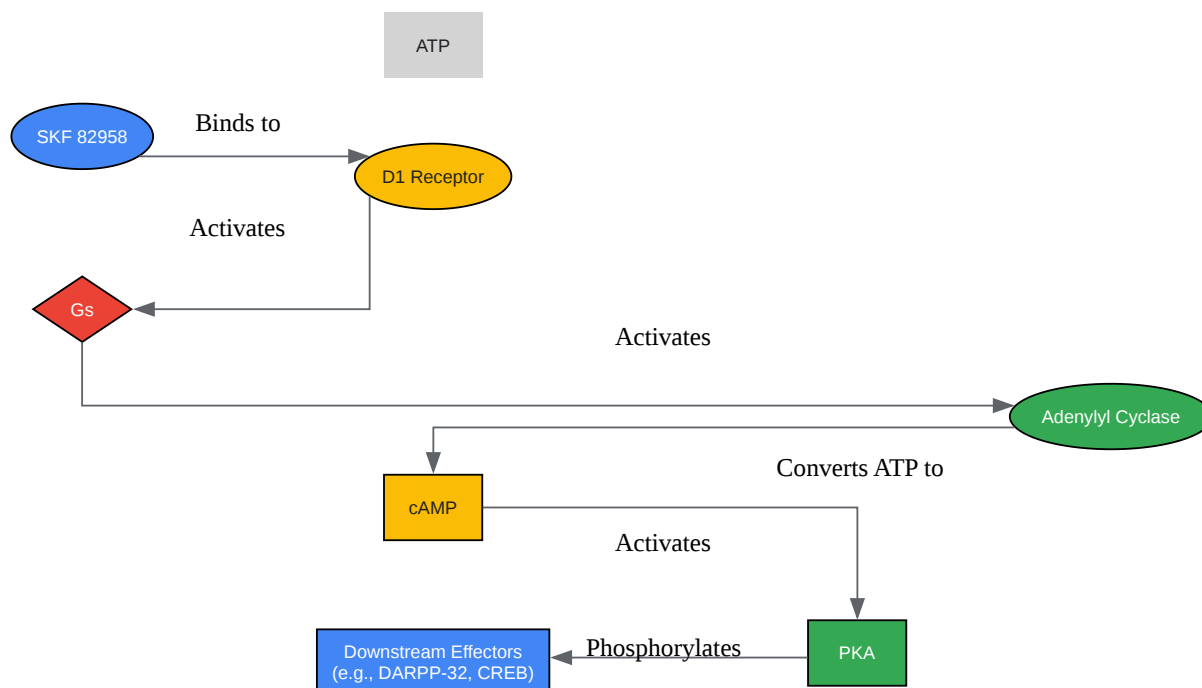 ATP
SKF 82958
Binds to
D1 Receptor
Activates
Gs
Activates
Adenylyl Cyclase
Converts ATP to
cAMP
Activates
PKA
Phosphorylates
Downstream Effectors
(e.g., DARPP-32, CREB)